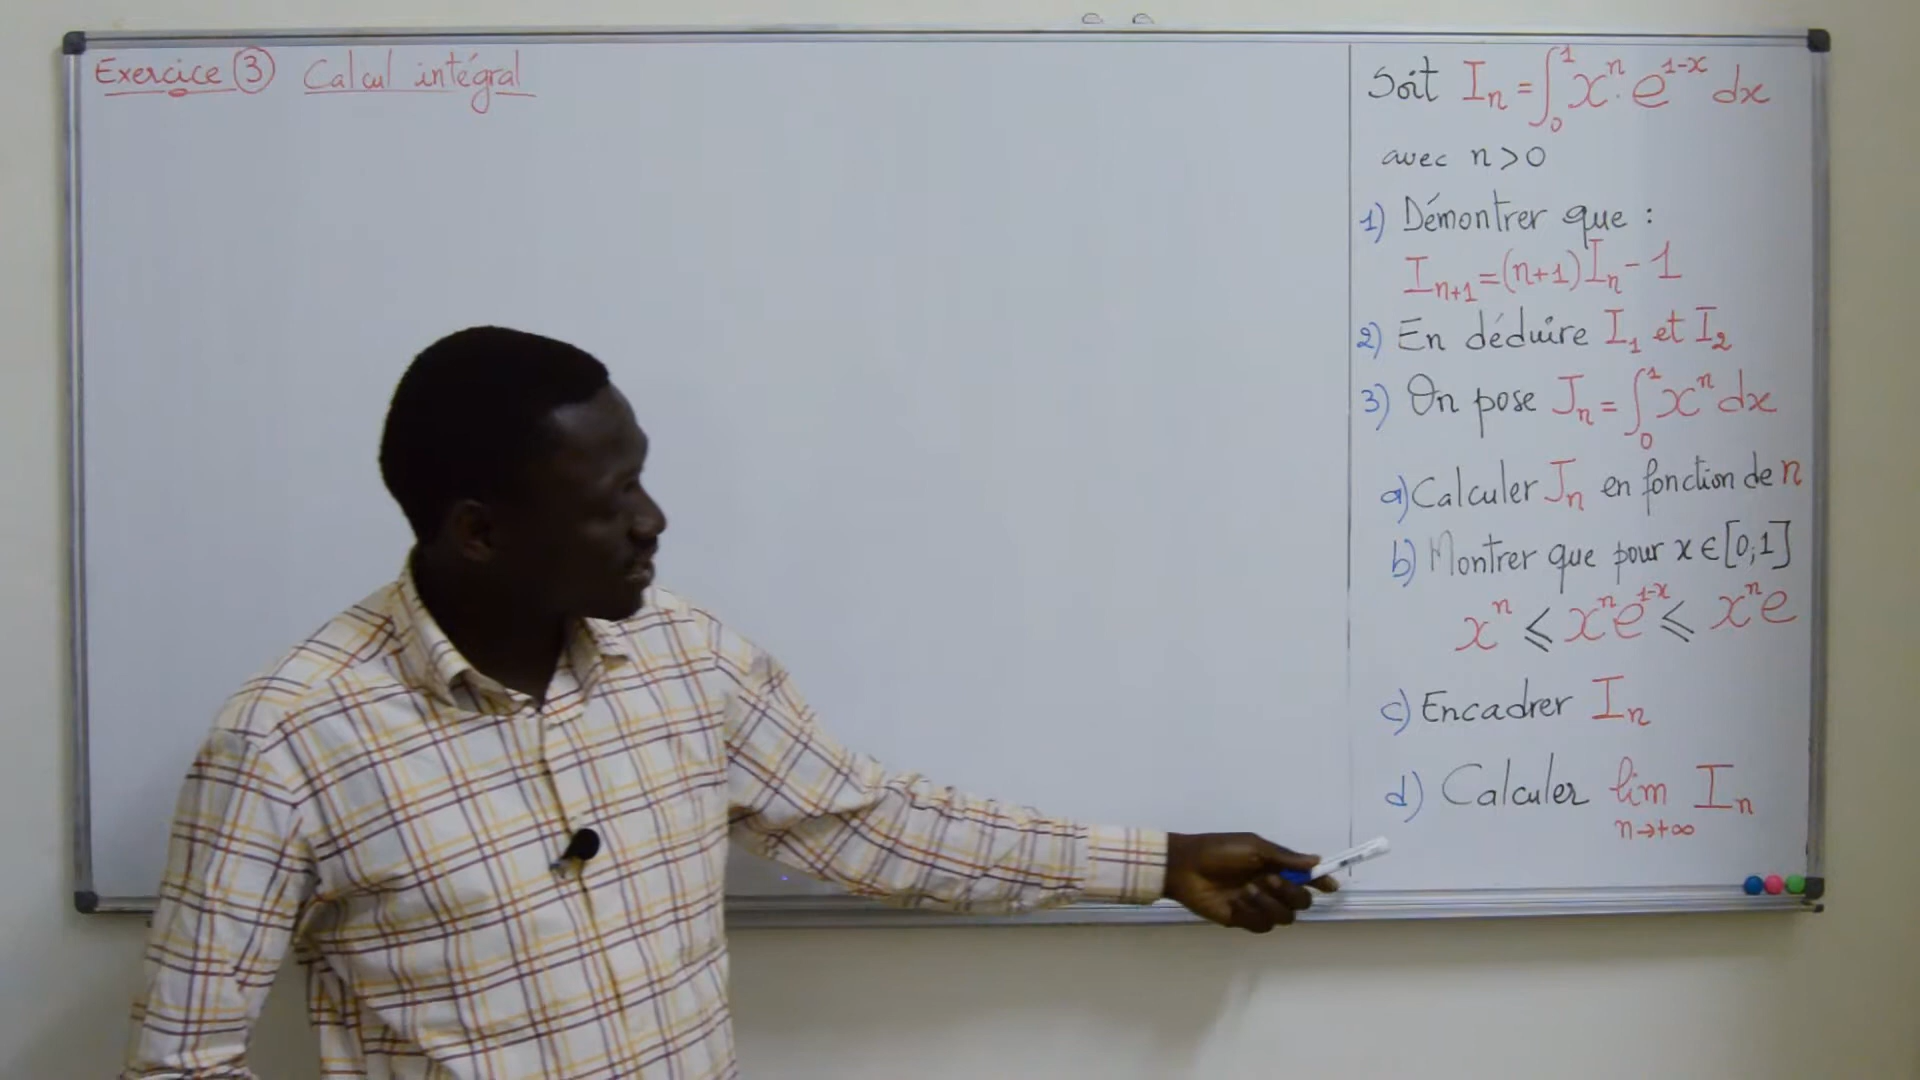 Exercice ③ Calcul intégral
Soit Iₙ = ∫₀¹ xⁿ · e¹⁻ˣ dx
avec n > 0
1) Démontrer que :
Iₙ₊₁ = (n+1)Iₙ - 1
2) En déduire I₁ et I₂
3) On pose Jₙ = ∫₀¹ xⁿ dx
a) Calculer Jₙ en fonction de n
b) Montrer que pour x ∈ [0;1]
xⁿ ⩽ xⁿe¹⁻ˣ ⩽ xⁿe
c) Encadrer Iₙ
d) Calculer lim Iₙ
n→+∞